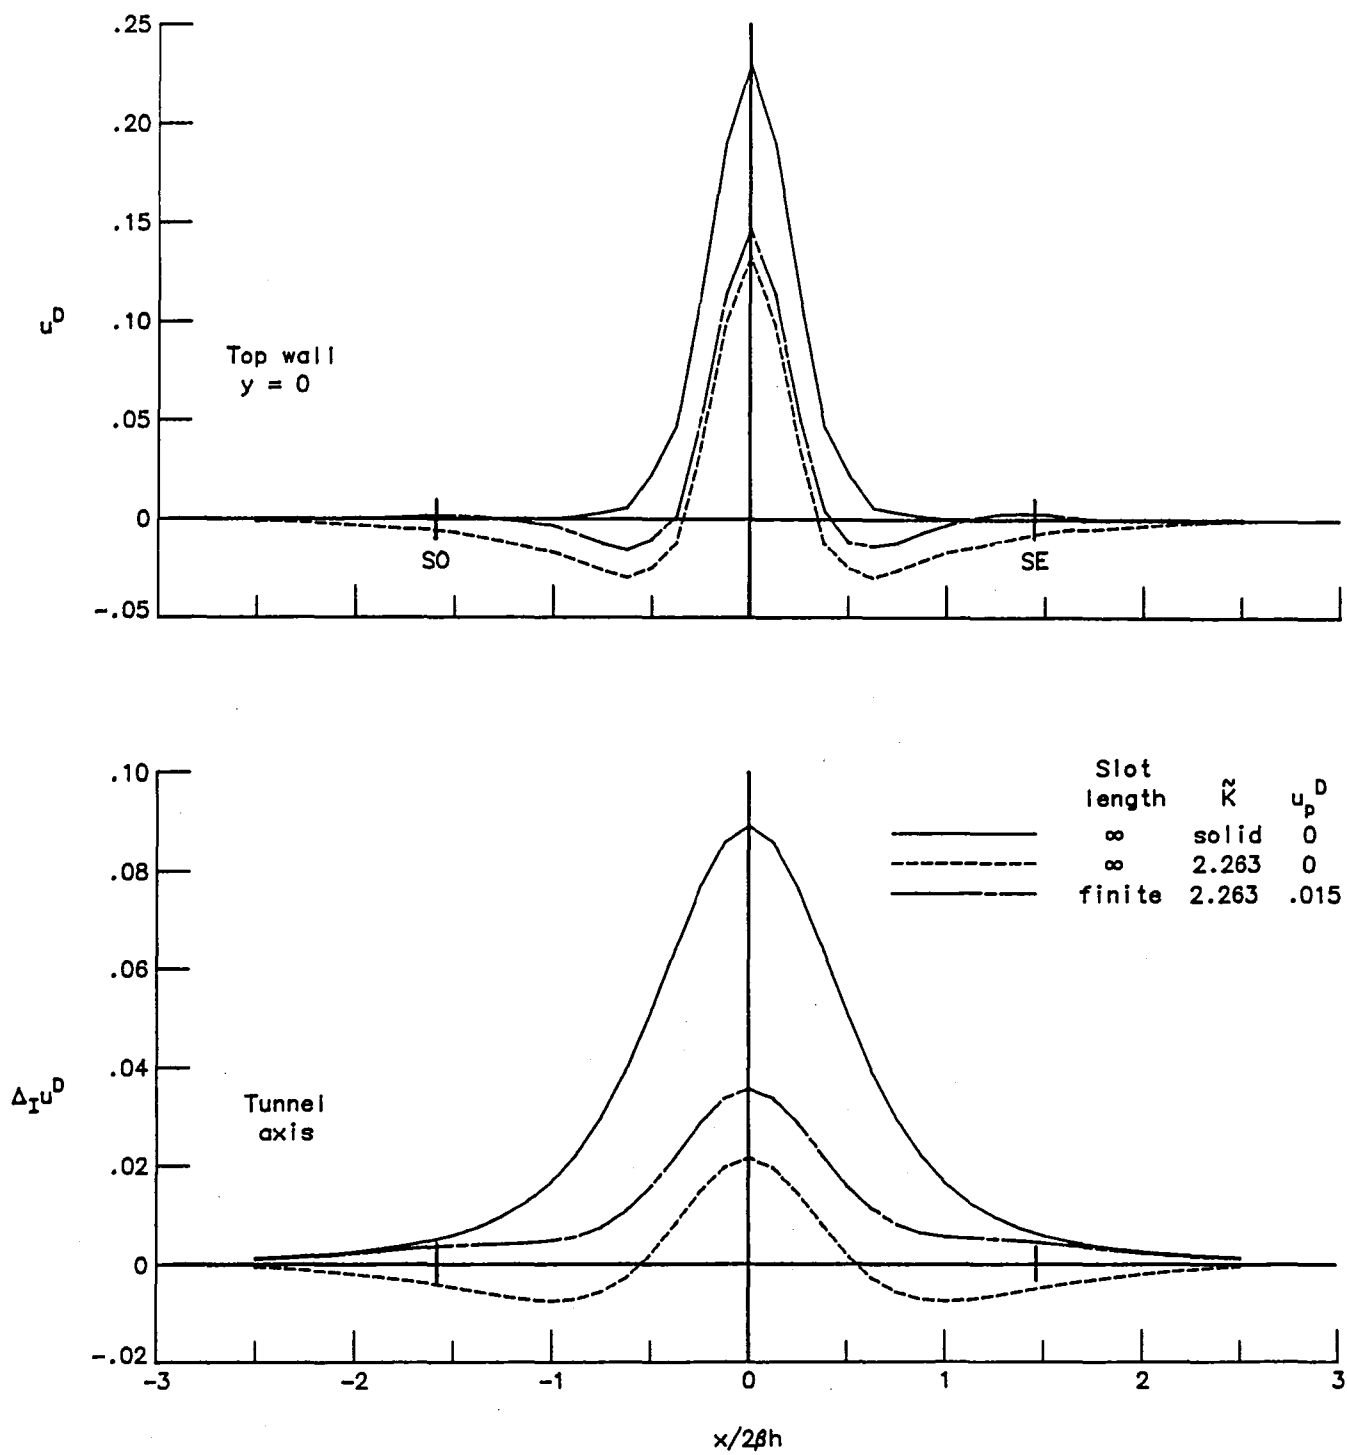 .25
.20
.15
.10
.05
0
-.05
u^D
Top wall
y = 0
SO
SE
.10
.08
.06
.04
.02
0
-.02
Δ_I u^D
Tunnel
axis
Slot
length K̃ u_p^D
∞ solid 0
∞ 2.263 0
finite 2.263 .015
-3 -2 -1 0 1 2 3
x/2βh